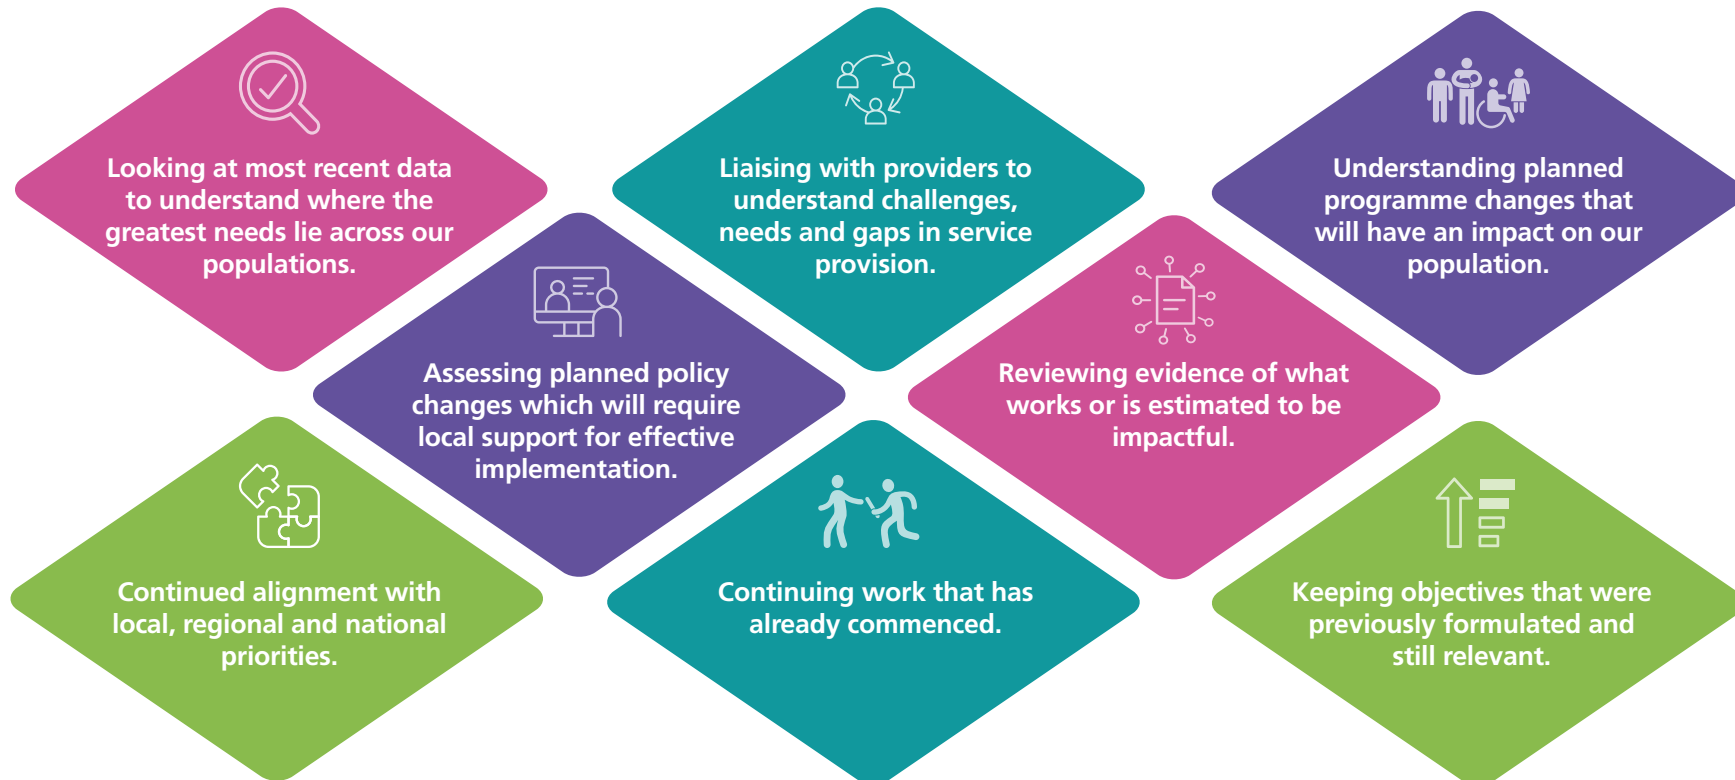 Looking at most recent data
to understand where the
greatest needs lie across our
populations.
Liaising with providers to
understand challenges,
needs and gaps in service
provision.
Understanding planned
programme changes that
will have an impact on our
population.
Assessing planned policy
changes which will require
local support for effective
implementation.
Reviewing evidence of what
works or is estimated to be
impactful.
Continued alignment with
local, regional and national
priorities.
Continuing work that has
already commenced.
Keeping objectives that were
previously formulated and
still relevant.